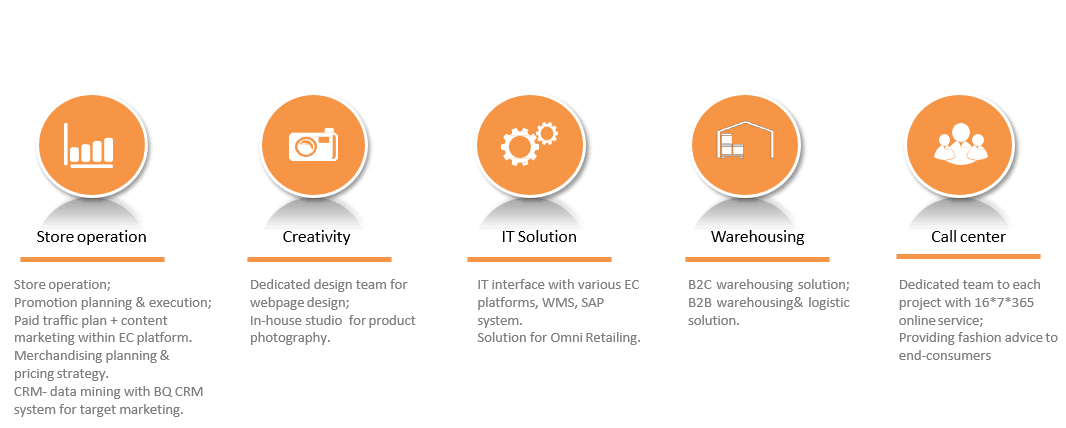 Store operation
Store operation;
Promotion planning & execution;
Paid traffic plan + content
marketing within EC platform.
Merchandising planning &
pricing strategy.
CRM- data mining with BQ CRM
system for target marketing.
Creativity
Dedicated design team for
webpage design;
In-house studio  for product
photography.
IT Solution
IT interface with various EC
platforms, WMS, SAP
system.
Solution for Omni Retailing.
Warehousing
B2C warehousing solution;
B2B warehousing& logistic
solution.
Call center
Dedicated team to each
project with 16*7*365
online service;
Providing fashion advice to
end-consumers